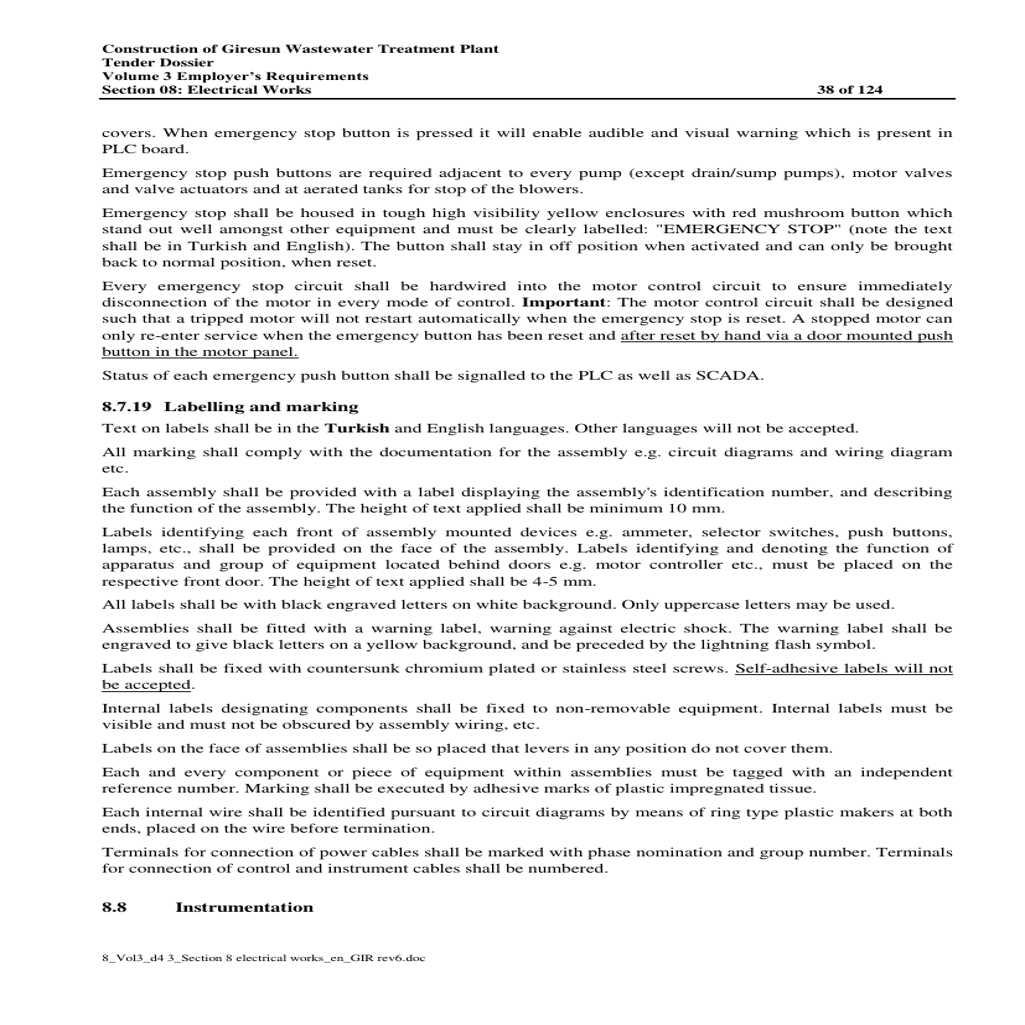 Construction of Giresun Wastewater Treatment Plant
Tender Dossier
Volume 3 Employer's Requirements
Section 08: Electrical Works 38 of 124
covers. When emergency stop button is pressed it will enable audible and visual warning which is present in
PLC board.
Emergency stop push buttons are required adjacent to every pump (except drain/sump pumps), motor valves
and valve actuators and at aerated tanks for stop of the blowers.
Emergency stop shall be housed in tough high visibility yellow enclosures with red mushroom button which
stand out well amongst other equipment and must be clearly labelled: "EMERGENCY STOP" (note the text
shall be in Turkish and English). The button shall stay in off position when activated and can only be brought
back to normal position, when reset.
Every emergency stop circuit shall be hardwired into the motor control circuit to ensure immediately
disconnection of the motor in every mode of control. Important: The motor control circuit shall be designed
such that a tripped motor will not restart automatically when the emergency stop is reset. A stopped motor can
only re-enter service when the emergency button has been reset and after reset by hand via a door mounted push
button in the motor panel.
Status of each emergency push button shall be signalled to the PLC as well as SCADA.
8.7.19 Labelling and marking
Text on labels shall be in the Turkish and English languages. Other languages will not be accepted.
All marking shall comply with the documentation for the assembly e.g. circuit diagrams and wiring diagram
etc.
Each assembly shall be provided with a label displaying the assembly's identification number, and describing
the function of the assembly. The height of text applied shall be minimum 10 mm.
Labels identifying each front of assembly mounted devices e.g. ammeter, selector switches, push buttons,
lamps, etc., shall be provided on the face of the assembly. Labels identifying and denoting the function of
apparatus and group of equipment located behind doors e.g. motor controller etc., must be placed on the
respective front door. The height of text applied shall be 4-5 mm.
All labels shall be with black engraved letters on white background. Only uppercase letters may be used.
Assemblies shall be fitted with a warning label, warning against electric shock. The warning label shall be
engraved to give black letters on a yellow background, and be preceded by the lightning flash symbol.
Labels shall be fixed with countersunk chromium plated or stainless steel screws. Self-adhesive labels will not
be accepted.
Internal labels designating components shall be fixed to non-removable equipment. Internal labels must be
visible and must not be obscured by assembly wiring, etc.
Labels on the face of assemblies shall be so placed that levers in any position do not cover them.
Each and every component or piece of equipment within assemblies must be tagged with an independent
reference number. Marking shall be executed by adhesive marks of plastic impregnated tissue.
Each internal wire shall be identified pursuant to circuit diagrams by means of ring type plastic makers at both
ends, placed on the wire before termination.
Terminals for connection of power cables shall be marked with phase nomination and group number. Terminals
for connection of control and instrument cables shall be numbered.
8.8 Instrumentation
8_Vol3_d4 3_Section 8 electrical works_en_GIR rev6.doc